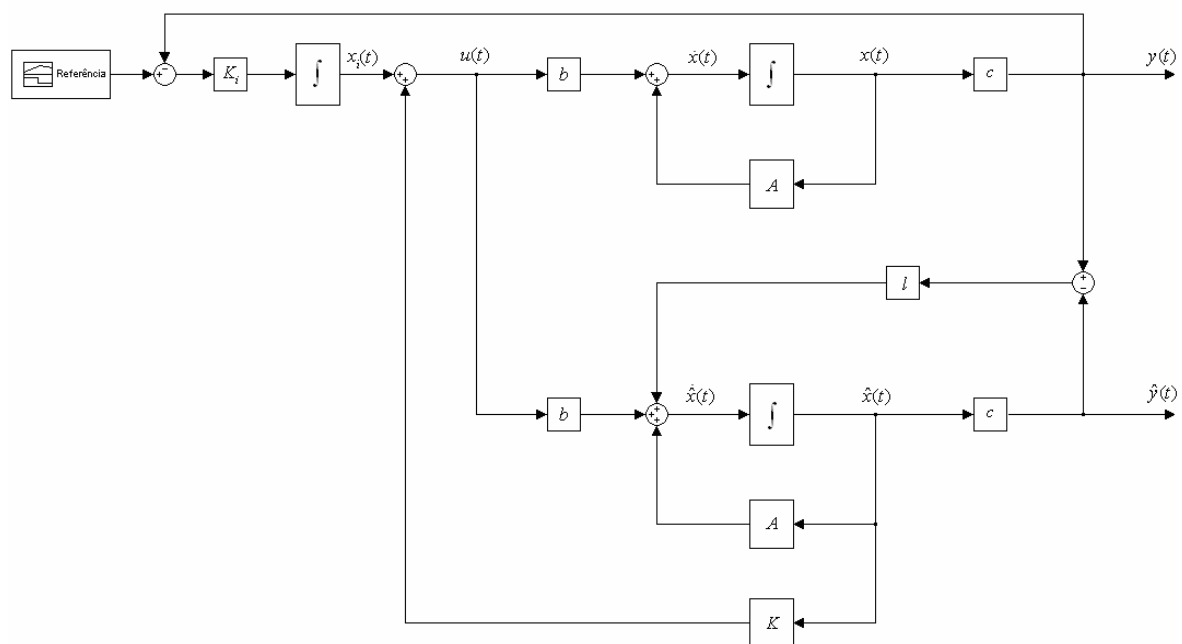 Referência
K_i
∫
x_i(t)
u(t)
b
ẋ(t)
∫
x(t)
c
y(t)
A
l
b
x̂̇(t)
∫
x̂(t)
c
ŷ(t)
A
K